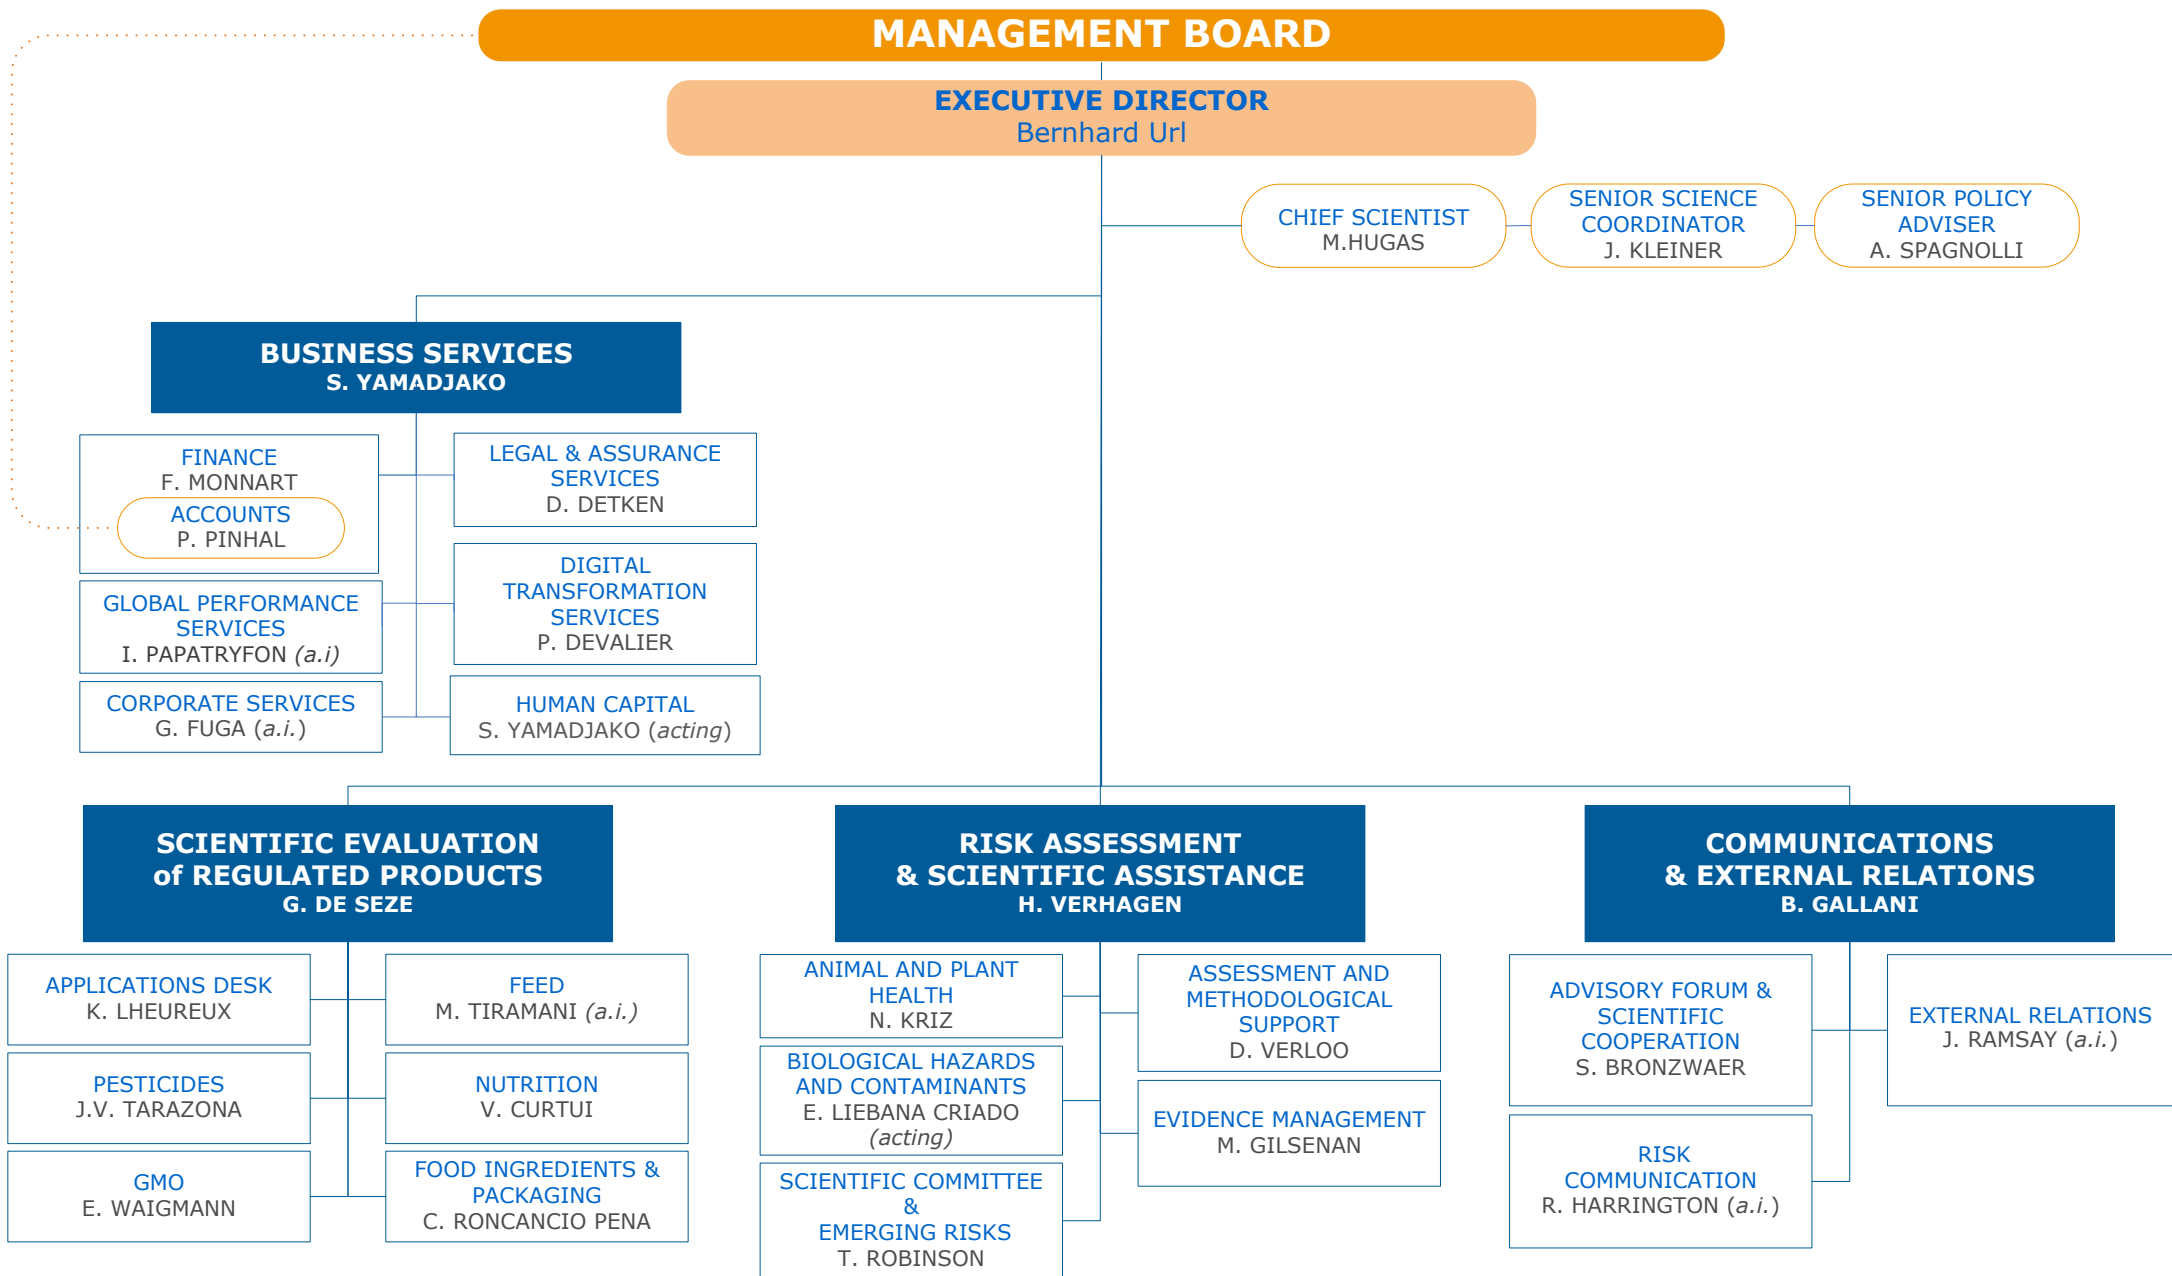 MANAGEMENT BOARD
EXECUTIVE DIRECTOR
Bernhard Url
CHIEF SCIENTIST
M.HUGAS
SENIOR SCIENCE
COORDINATOR
J. KLEINER
SENIOR POLICY
ADVISER
A. SPAGNOLLI
BUSINESS SERVICES
S. YAMADJAKO
FINANCE
F. MONNART
ACCOUNTS
P. PINHAL
LEGAL & ASSURANCE
SERVICES
D. DETKEN
GLOBAL PERFORMANCE
SERVICES
I. PAPATRYFON (a.i)
DIGITAL
TRANSFORMATION
SERVICES
P. DEVALIER
CORPORATE SERVICES
G. FUGA (a.i.)
HUMAN CAPITAL
S. YAMADJAKO (acting)
SCIENTIFIC EVALUATION
of REGULATED PRODUCTS
G. DE SEZE
APPLICATIONS DESK
K. LHEUREUX
FEED
M. TIRAMANI (a.i.)
PESTICIDES
J.V. TARAZONA
NUTRITION
V. CURTUI
GMO
E. WAIGMANN
FOOD INGREDIENTS &
PACKAGING
C. RONCANCIO PENA
RISK ASSESSMENT
& SCIENTIFIC ASSISTANCE
H. VERHAGEN
ANIMAL AND PLANT
HEALTH
N. KRIZ
ASSESSMENT AND
METHODOLOGICAL
SUPPORT
D. VERLOO
BIOLOGICAL HAZARDS
AND CONTAMINANTS
E. LIEBANA CRIADO
(acting)
EVIDENCE MANAGEMENT
M. GILSENAN
SCIENTIFIC COMMITTEE
&
EMERGING RISKS
T. ROBINSON
COMMUNICATIONS
& EXTERNAL RELATIONS
B. GALLANI
ADVISORY FORUM &
SCIENTIFIC
COOPERATION
S. BRONZWAER
EXTERNAL RELATIONS
J. RAMSAY (a.i.)
RISK
COMMUNICATION
R. HARRINGTON (a.i.)